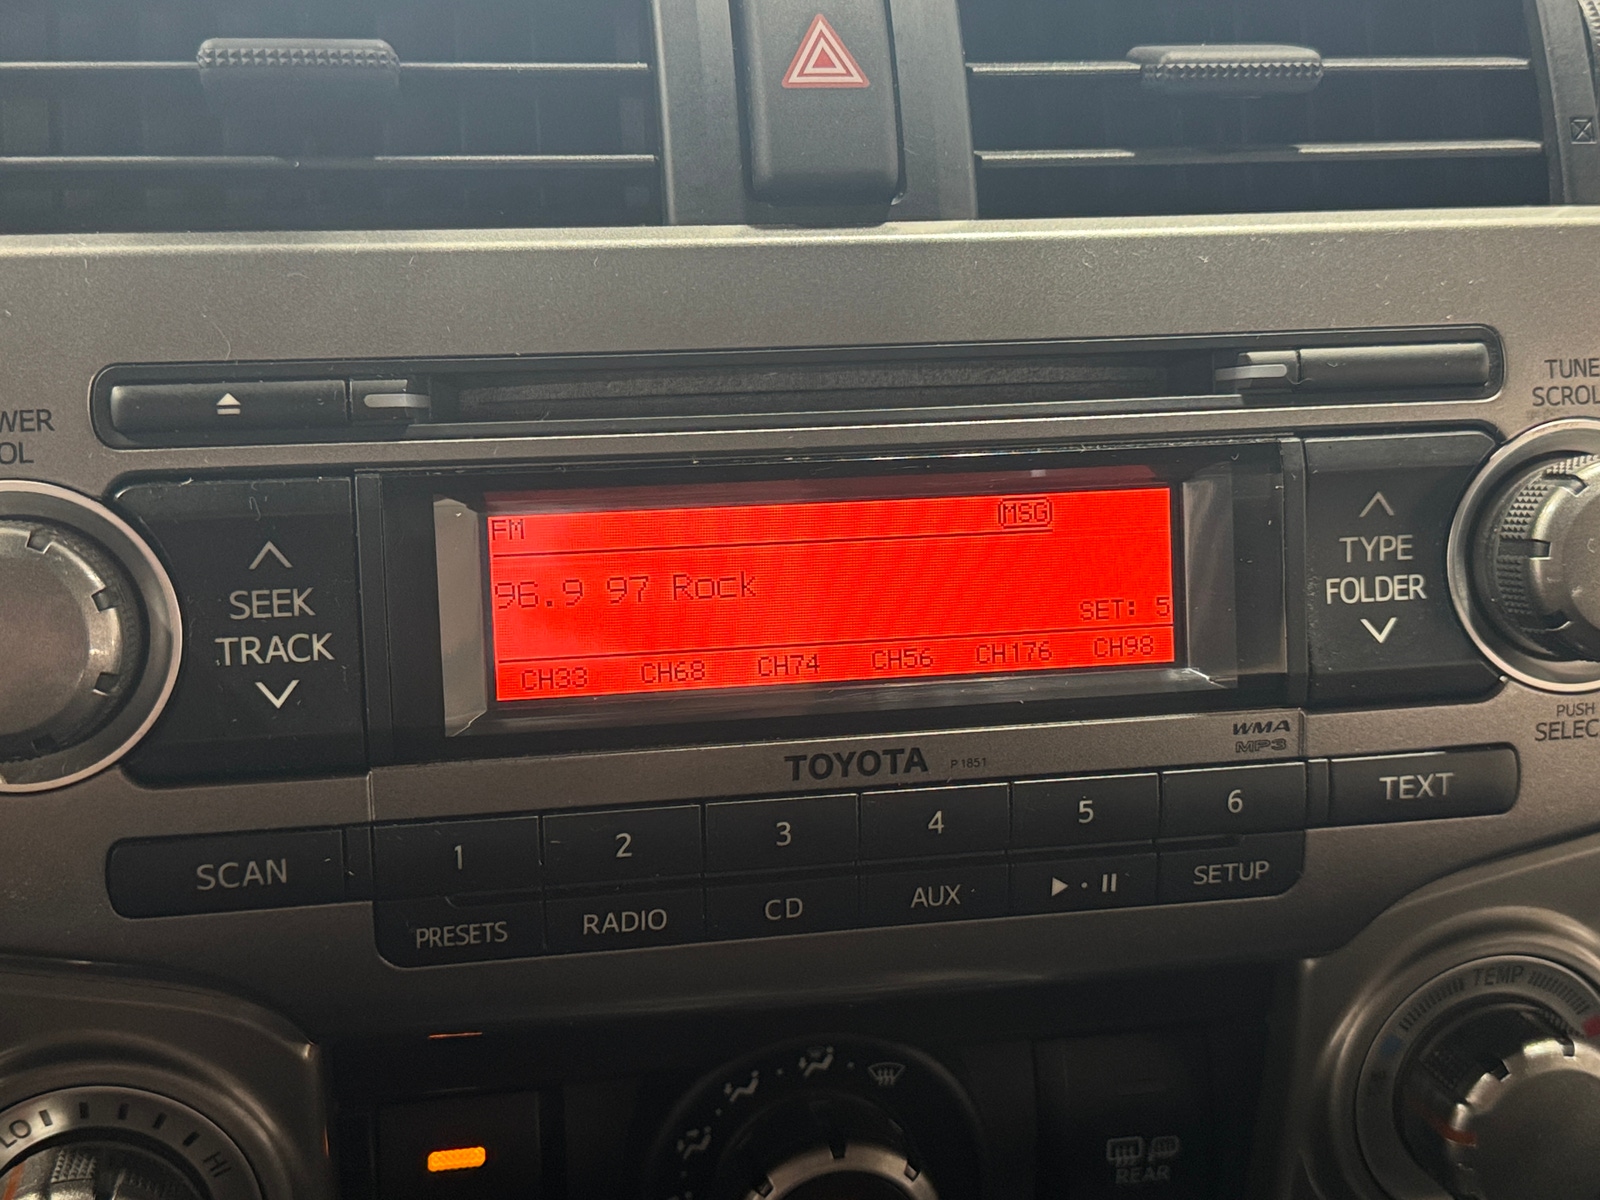 TUNE
SCROL
WER
OL
FM MSG
96.9 97 Rock
SET: 5
CH33 CH68 CH74 CH56 CH176 CH98
SEEK
TRACK
TYPE
FOLDER
PUSH
SELEC
WMA
MP3
TOYOTA P1851
1 2 3 4 5 6
TEXT
SCAN
PRESETS RADIO CD AUX SETUP
TEMP
LO HI
REAR